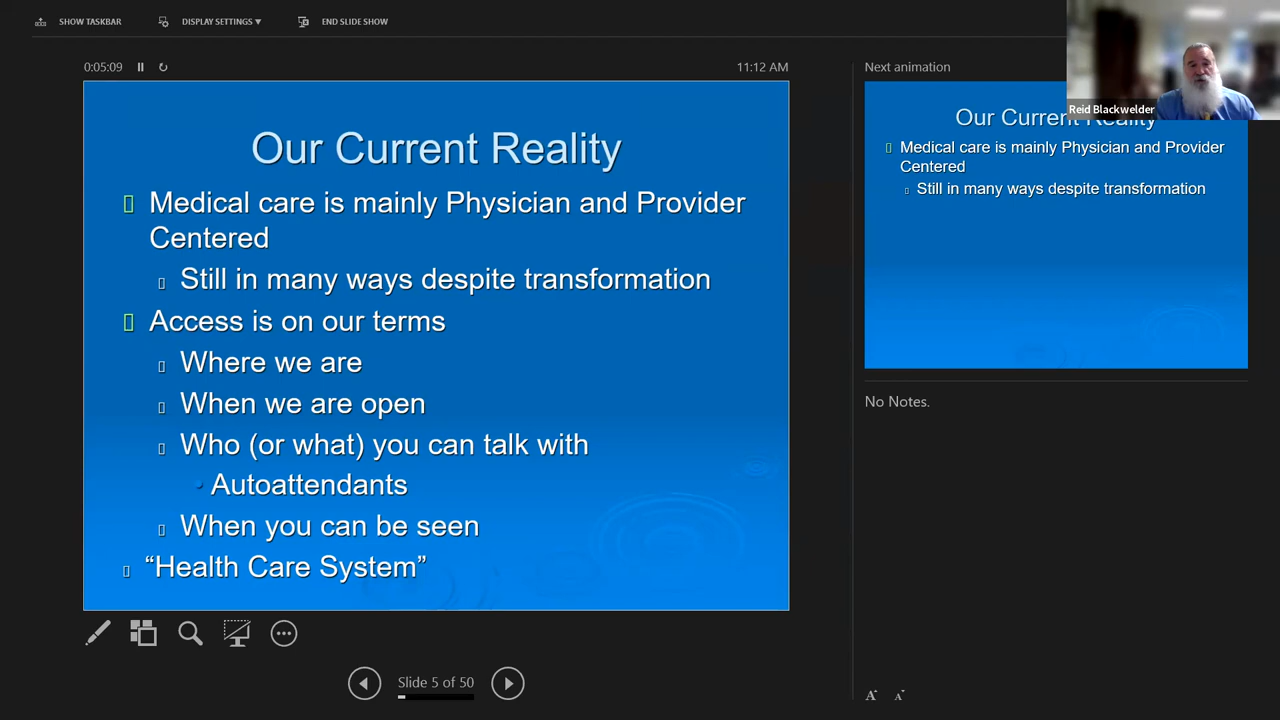 SHOW TASKBAR
DISPLAY SETTINGS
END SLIDE SHOW
0:05:09
11:12 AM
Our Current Reality
Medical care is mainly Physician and Provider
Centered
Still in many ways despite transformation
Access is on our terms
Where we are
When we are open
Who (or what) you can talk with
Autoattendants
When you can be seen
“Health Care System”
Slide 5 of 50
Next animation
Reid Blackwelder
Our Current Reality
Medical care is mainly Physician and Provider
Centered
Still in many ways despite transformation
No Notes.
A A